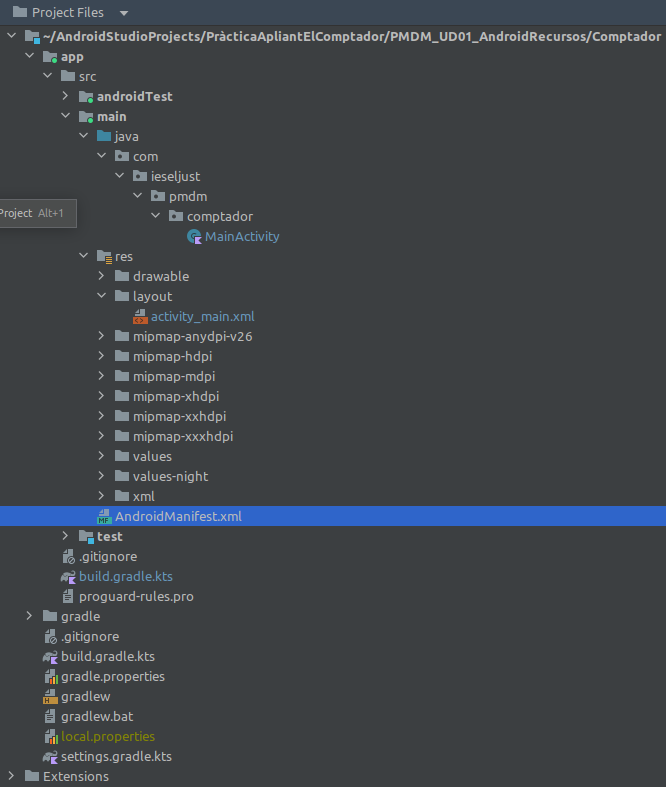 Project Files
~/AndroidStudioProjects/PràcticaApliantElComptador/PMDM_UD01_AndroidRecursos/Comptador
app
src
androidTest
main
java
com
ieseljust
Project Alt+1
pmdm
comptador
MainActivity
res
drawable
layout
activity_main.xml
mipmap-anydpi-v26
mipmap-hdpi
mipmap-mdpi
mipmap-xhdpi
mipmap-xxhdpi
mipmap-xxxhdpi
values
values-night
xml
AndroidManifest.xml
test
.gitignore
build.gradle.kts
proguard-rules.pro
gradle
.gitignore
build.gradle.kts
gradle.properties
gradlew
gradlew.bat
local.properties
settings.gradle.kts
Extensions